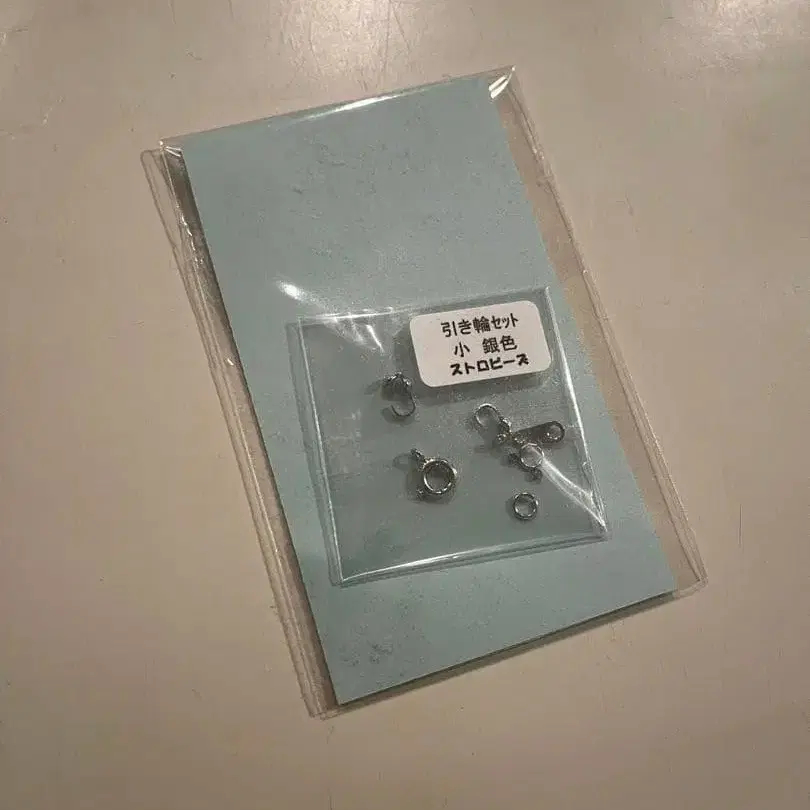 引き輪セット
小 銀色
ストロビーズ